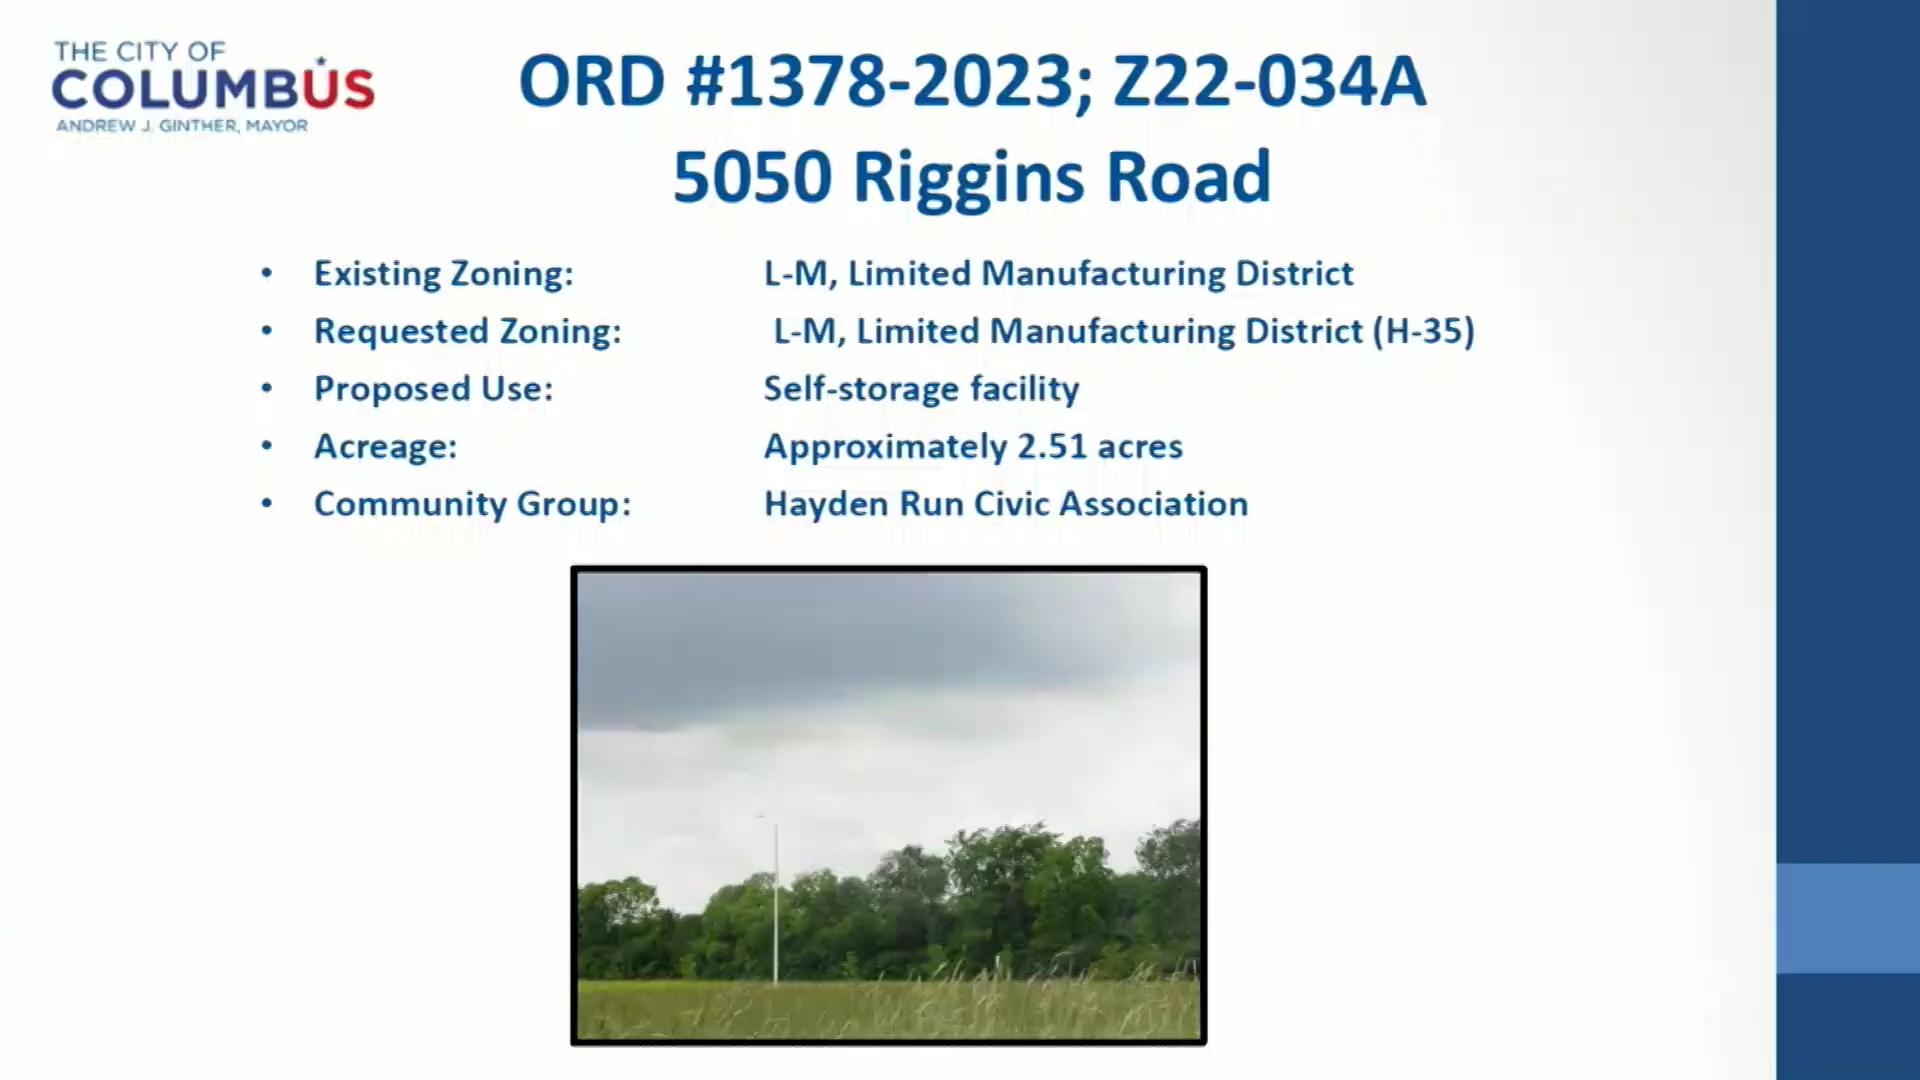 THE CITY OF
COLUMBUS
ANDREW J. GINTHER, MAYOR
ORD #1378-2023; Z22-034A
5050 Riggins Road
• Existing Zoning: L-M, Limited Manufacturing District
• Requested Zoning: L-M, Limited Manufacturing District (H-35)
• Proposed Use: Self-storage facility
• Acreage: Approximately 2.51 acres
• Community Group: Hayden Run Civic Association